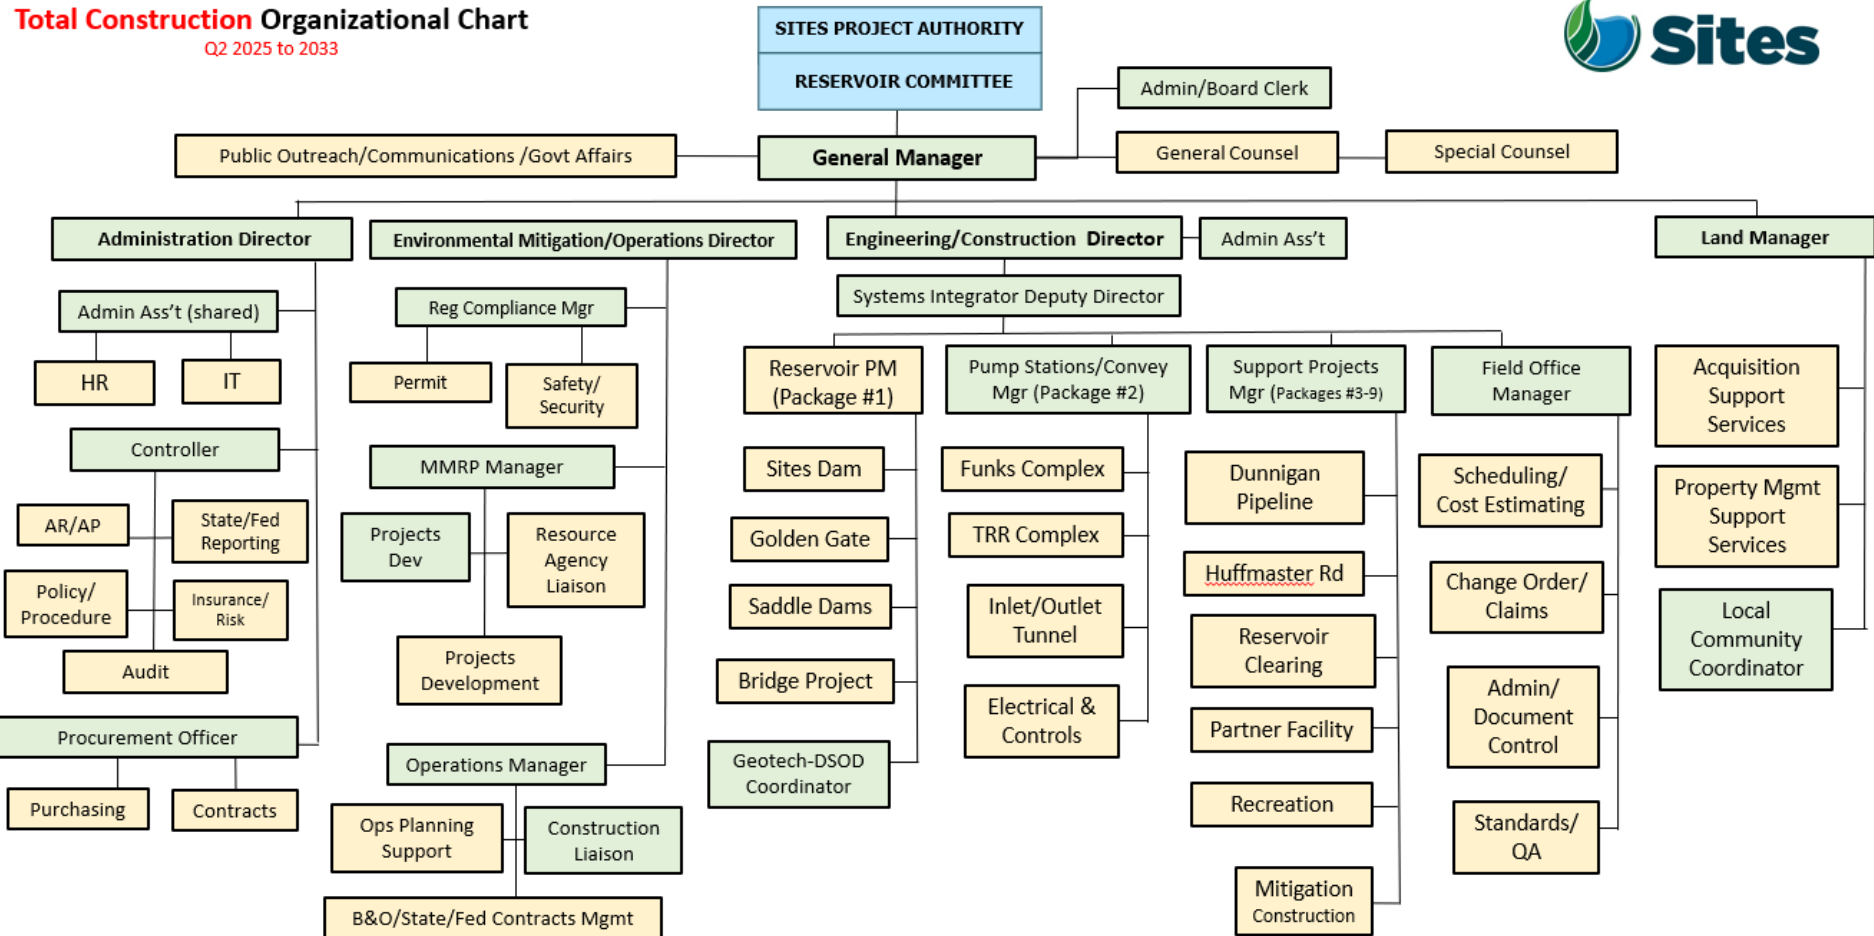 Total Construction Organizational Chart
Q2 2025 to 2033
Sites
SITES PROJECT AUTHORITY
RESERVOIR COMMITTEE
Admin/Board Clerk
Public Outreach/Communications /Govt Affairs
General Manager
General Counsel
Special Counsel
Administration Director
Environmental Mitigation/Operations Director
Engineering/Construction Director
Admin Ass't
Land Manager
Admin Ass't (shared)
HR
IT
Controller
AR/AP
State/Fed
Reporting
Policy/
Procedure
Insurance/
Risk
Audit
Procurement Officer
Purchasing
Contracts
Reg Compliance Mgr
Permit
Safety/
Security
MMRP Manager
Projects
Dev
Resource
Agency
Liaison
Projects
Development
Operations Manager
Ops Planning
Support
Construction
Liaison
B&O/State/Fed Contracts Mgmt
Systems Integrator Deputy Director
Reservoir PM
(Package #1)
Sites Dam
Golden Gate
Saddle Dams
Bridge Project
Geotech-DSOD
Coordinator
Pump Stations/Convey
Mgr (Package #2)
Funks Complex
TRR Complex
Inlet/Outlet
Tunnel
Electrical &
Controls
Support Projects
Mgr (Packages #3-9)
Dunnigan
Pipeline
Huffmaster Rd
Reservoir
Clearing
Partner Facility
Recreation
Mitigation
Construction
Field Office
Manager
Scheduling/
Cost Estimating
Change Order/
Claims
Admin/
Document
Control
Standards/
QA
Acquisition
Support
Services
Property Mgmt
Support
Services
Local
Community
Coordinator